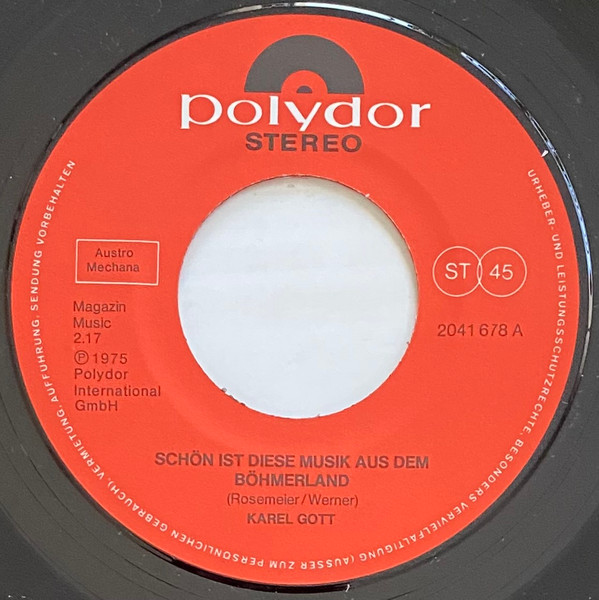 polydor
STEREO
URHEBER- UND LEISTUNGSSCHUTZRECHTE, BESONDERS VERVIELFÄLTIGUNG (AUSSER ZUM PERSÖNLICHEN GEBRAUCH), VERMIETUNG, AUFFÜHRUNG, SENDUNG VORBEHALTEN
Austro
Mechana
ST 45
Magazin
Music
2.17
℗ 1975
Polydor
International
GmbH
2041 678 A
SCHÖN IST DIESE MUSIK AUS DEM
BÖHMERLAND
(Rosemeier/Werner)
KAREL GOTT